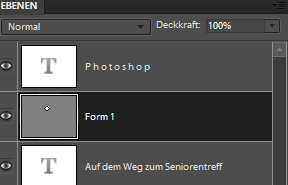 EBENEN
Normal Deckkraft: 100%
T Photoshop
Form 1
T Auf dem Weg zum Seniorentreff